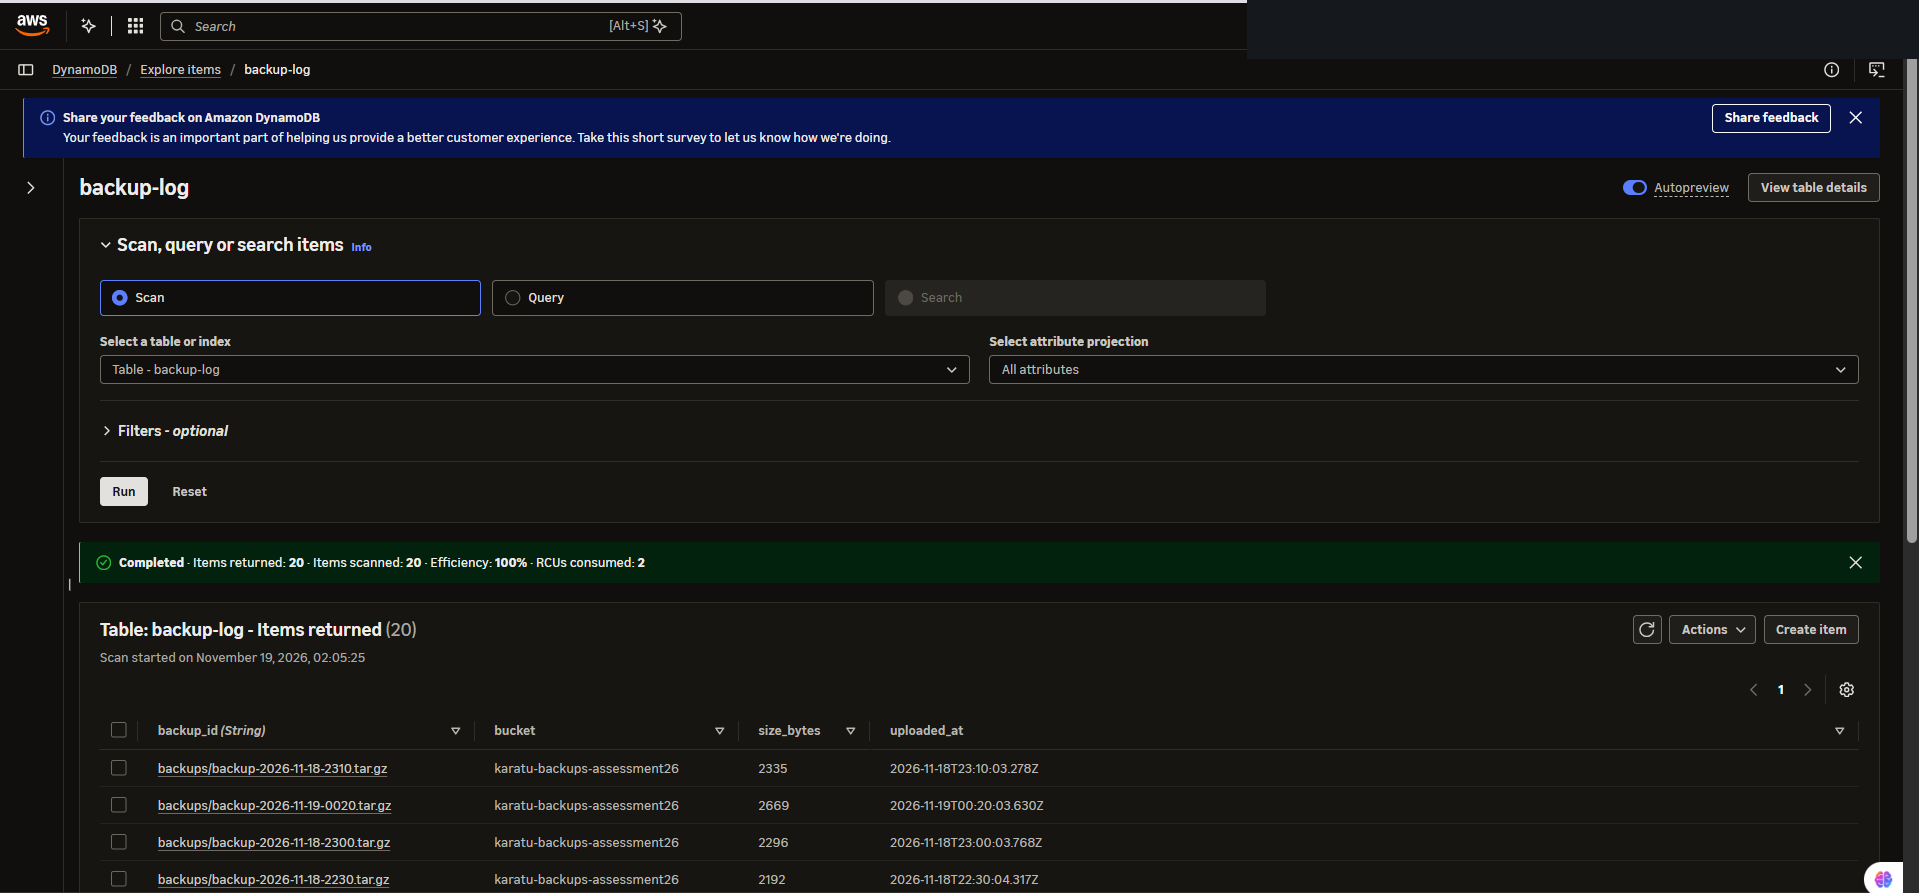 aws
Search [Alt+S]
DynamoDB / Explore items / backup-log
Share your feedback on Amazon DynamoDB
Your feedback is an important part of helping us provide a better customer experience. Take this short survey to let us know how we're doing.
Share feedback
backup-log
Autopreview
View table details
Scan, query or search items Info
Scan
Query
Search
Select a table or index
Table - backup-log
Select attribute projection
All attributes
Filters - optional
Run
Reset
Completed · Items returned: 20 · Items scanned: 20 · Efficiency: 100% · RCUs consumed: 2
Table: backup-log - Items returned (20)
Scan started on November 19, 2026, 02:05:25
Actions
Create item
1
backup_id (String) bucket size_bytes uploaded_at
backups/backup-2026-11-18-2310.tar.gz karatu-backups-assessment26 2335 2026-11-18T23:10:03.278Z
backups/backup-2026-11-19-0020.tar.gz karatu-backups-assessment26 2669 2026-11-19T00:20:03.630Z
backups/backup-2026-11-18-2300.tar.gz karatu-backups-assessment26 2296 2026-11-18T23:00:03.768Z
backups/backup-2026-11-18-2230.tar.gz karatu-backups-assessment26 2192 2026-11-18T22:30:04.317Z